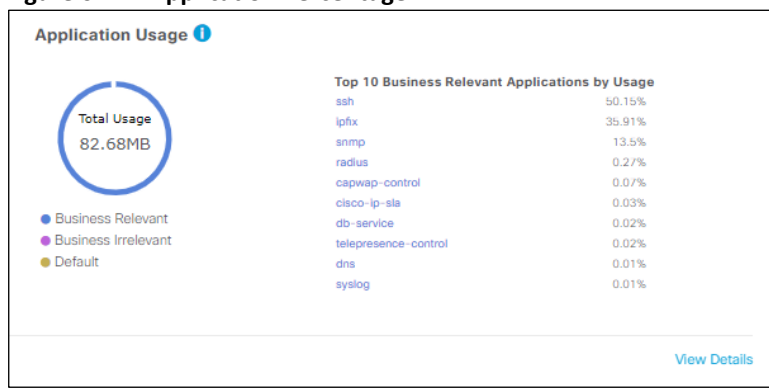 Application Usage
Total Usage
82.68MB
Business Relevant
Business Irrelevant
Default
Top 10 Business Relevant Applications by Usage
ssh 50.15%
ipfix 35.91%
snmp 13.5%
radius 0.27%
capwap-control 0.07%
cisco-ip-sla 0.03%
db-service 0.02%
telepresence-control 0.02%
dns 0.01%
syslog 0.01%
View Details